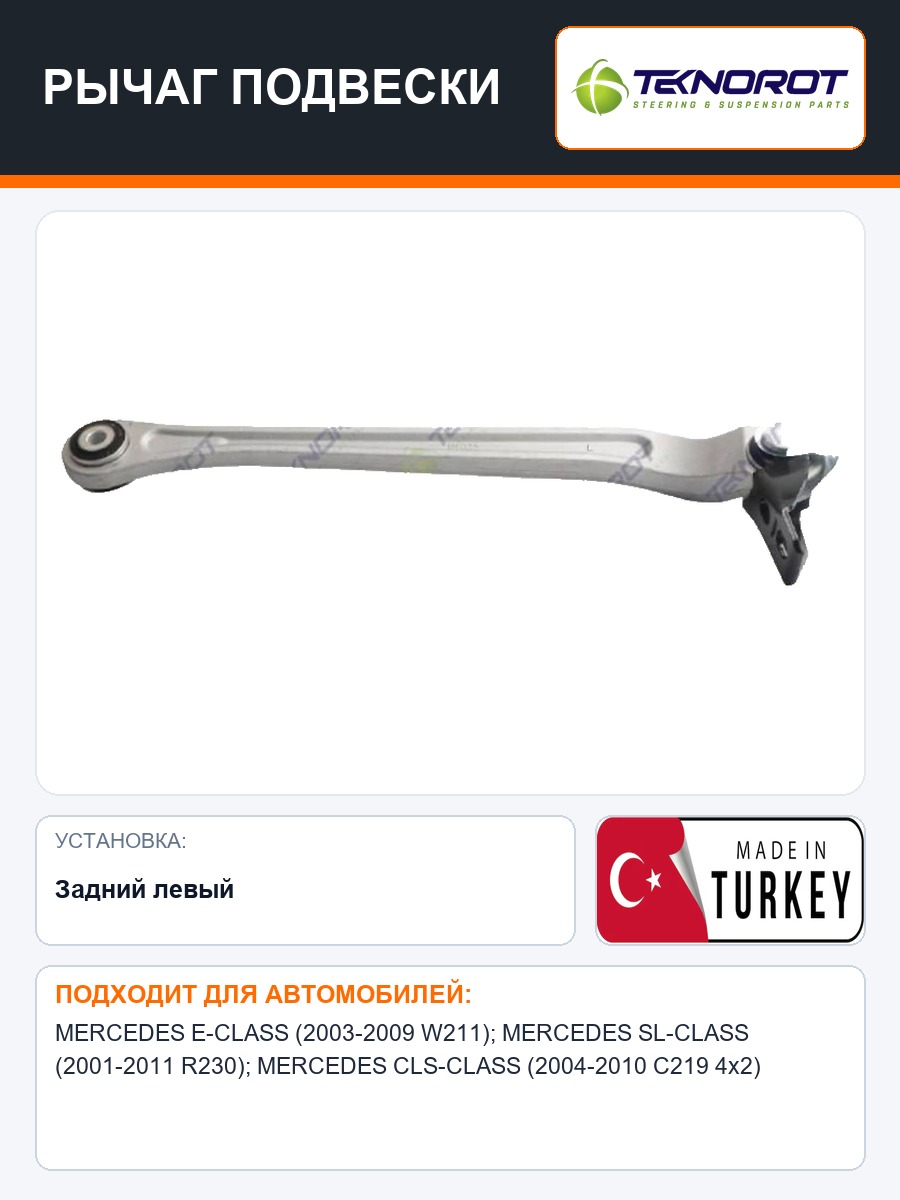 РЫЧАГ ПОДВЕСКИ
TEKNOROT
STEERING & SUSPENSION PARTS
TEKNOROT
L
УСТАНОВКА:
Задний левый
MADE IN
TURKEY
ПОДХОДИТ ДЛЯ АВТОМОБИЛЕЙ:
MERCEDES E-CLASS (2003-2009 W211); MERCEDES SL-CLASS
(2001-2011 R230); MERCEDES CLS-CLASS (2004-2010 C219 4x2)